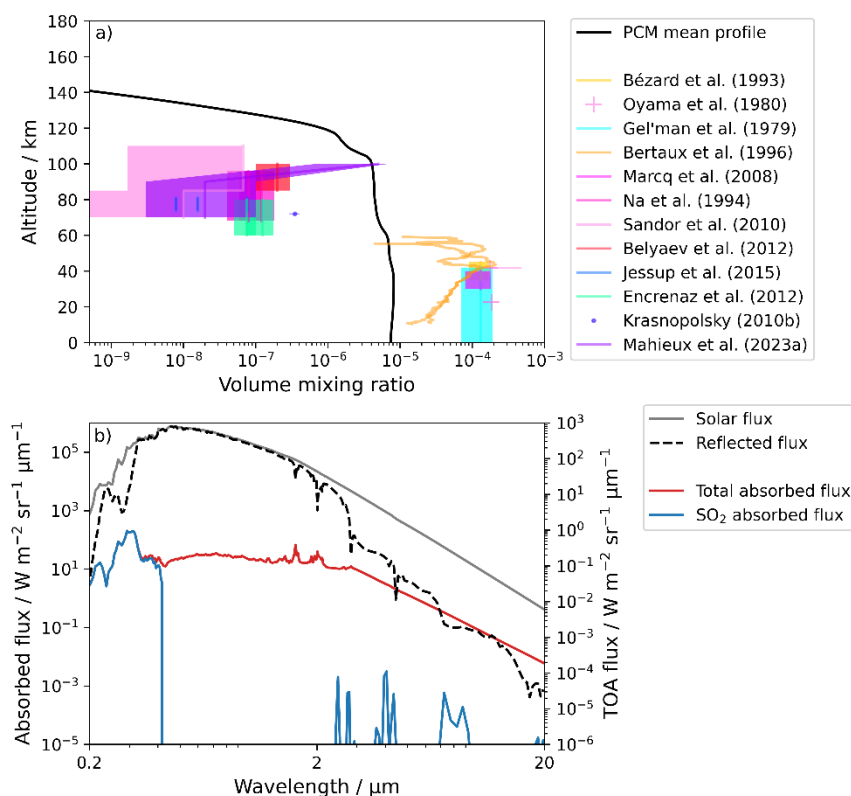 a)
180
160
140
120
100
80
60
40
20
0
Altitude / km
10⁻⁹ 10⁻⁸ 10⁻⁷ 10⁻⁶ 10⁻⁵ 10⁻⁴ 10⁻³
Volume mixing ratio
PCM mean profile
Bézard et al. (1993)
Oyama et al. (1980)
Gel'man et al. (1979)
Bertaux et al. (1996)
Marcq et al. (2008)
Na et al. (1994)
Sandor et al. (2010)
Belyaev et al. (2012)
Jessup et al. (2015)
Encrenaz et al. (2012)
Krasnopolsky (2010b)
Mahieux et al. (2023a)
b)
10⁵
10³
10¹
10⁻¹
10⁻³
10⁻⁵
Absorbed flux / W m⁻² sr⁻¹ μm⁻¹
0.2 2 20
Wavelength / μm
10³
10²
10¹
10⁰
10⁻¹
10⁻²
10⁻³
10⁻⁴
10⁻⁵
10⁻⁶
TOA flux / W m⁻² sr⁻¹ μm⁻¹
Solar flux
Reflected flux
Total absorbed flux
SO₂ absorbed flux